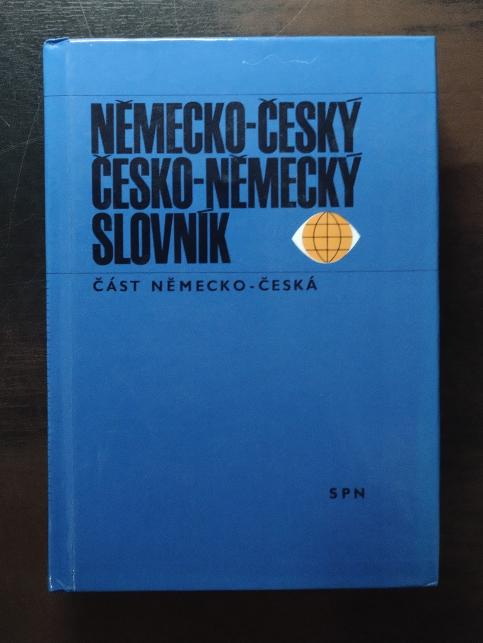 NĚMECKO-ČESKÝ
ČESKO-NĚMECKÝ
SLOVNÍK
ČÁST NĚMECKO-ČESKÁ
SPN